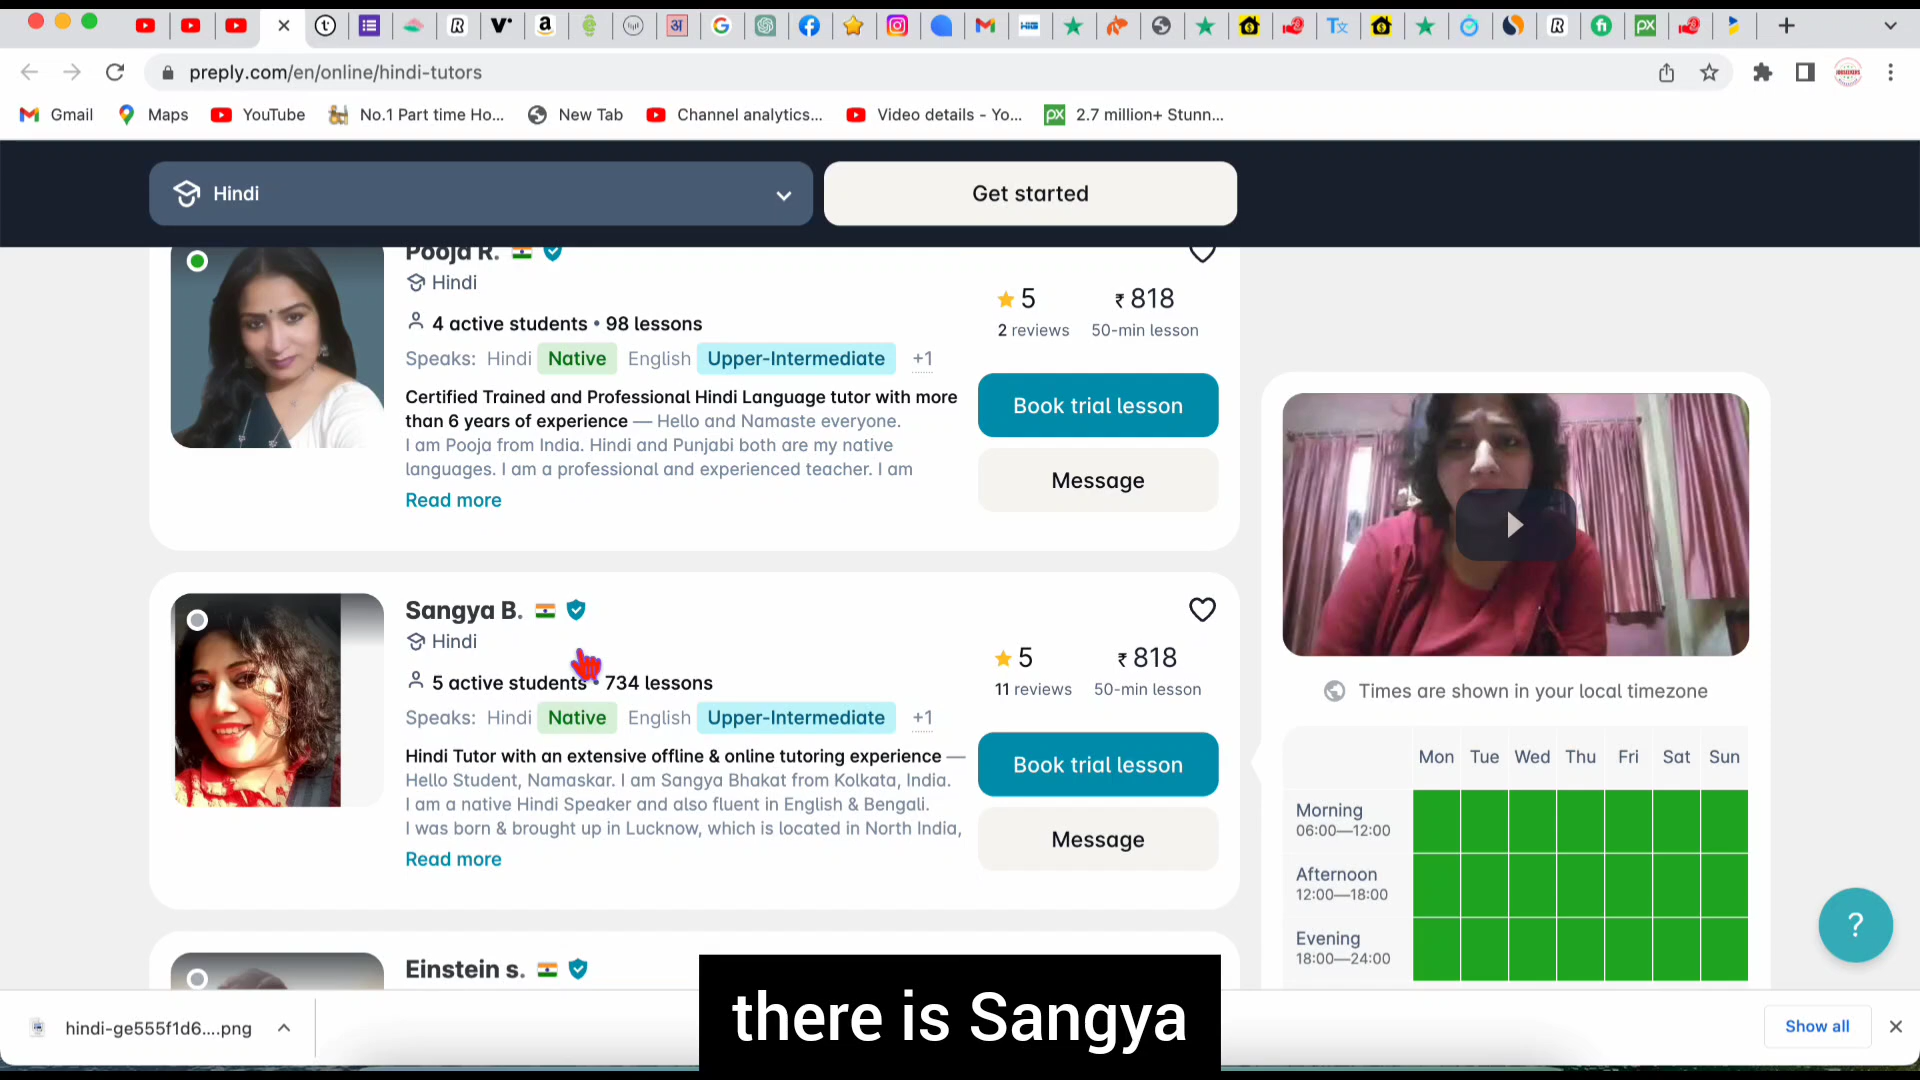 preply.com/en/online/hindi-tutors
Gmail
Maps
YouTube
No.1 Part time Ho...
New Tab
Channel analytics...
Video details - Yo...
2.7 million+ Stunn...
Hindi
Get started
Pooja R.
Hindi
4 active students • 98 lessons
Speaks: Hindi Native English Upper-Intermediate +1
Certified Trained and Professional Hindi Language tutor with more
than 6 years of experience — Hello and Namaste everyone.
I am Pooja from India. Hindi and Punjabi both are my native
languages. I am a professional and experienced teacher. I am
Read more
5
2 reviews
₹ 818
50-min lesson
Book trial lesson
Message
Sangya B.
Hindi
5 active students • 734 lessons
Speaks: Hindi Native English Upper-Intermediate +1
Hindi Tutor with an extensive offline & online tutoring experience —
Hello Student, Namaskar. I am Sangya Bhakat from Kolkata, India.
I am a native Hindi Speaker and also fluent in English & Bengali.
I was born & brought up in Lucknow, which is located in North India,
Read more
5
11 reviews
₹ 818
50-min lesson
Book trial lesson
Message
Einstein s.
Times are shown in your local timezone
Mon Tue Wed Thu Fri Sat Sun
Morning
06:00—12:00
Afternoon
12:00—18:00
Evening
18:00—24:00
?
hindi-ge555f1d6....png
Show all
there is Sangya